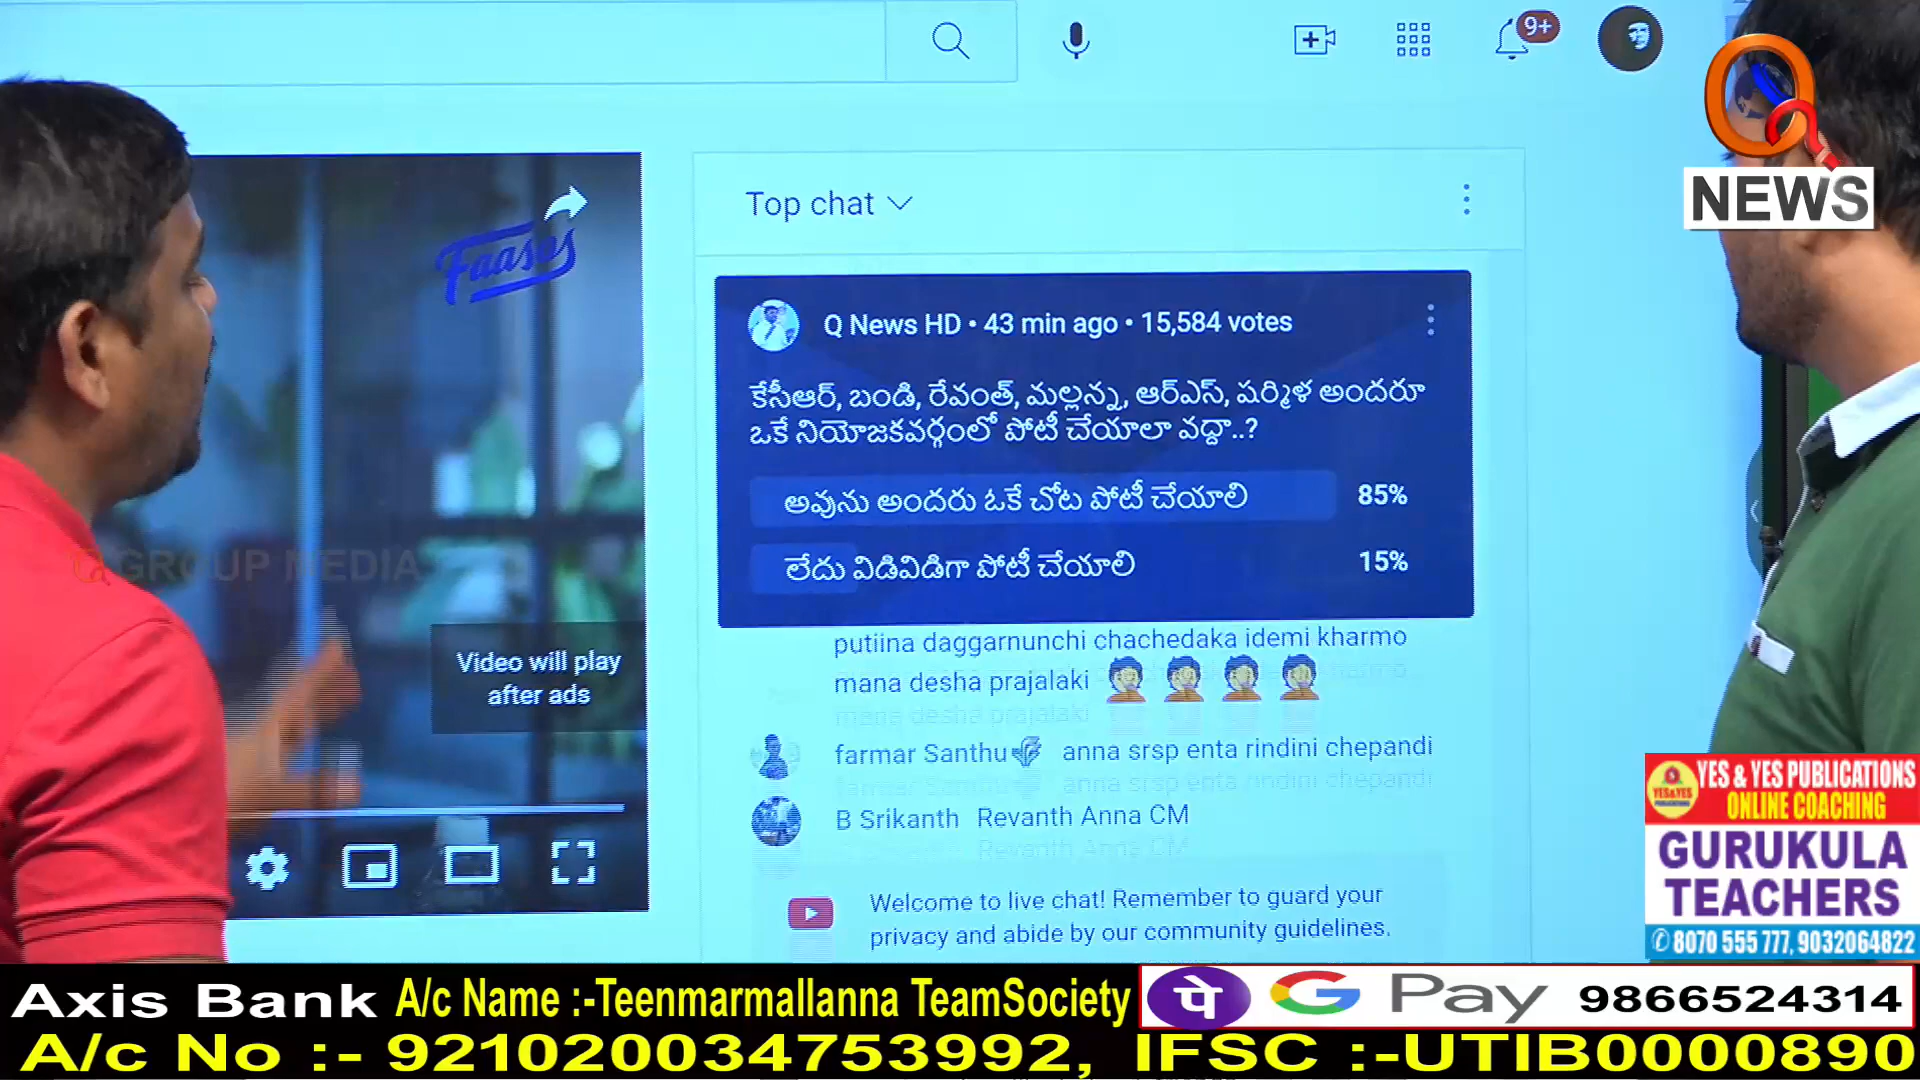 9+
NEWS
Faasos
Top chat
Q News HD • 43 min ago • 15,584 votes
కేసీఆర్, బండి, రేవంత్, మల్లన్న, ఆర్ఎస్, షర్మిళ అందరూ
ఒకే నియోజకవర్గంలో పోటీ చేయాలా వద్దా..?
అవును అందరు ఓకే చోట పోటీ చేయాలి 85%
లేదు విడివిడిగా పోటీ చేయాలి 15%
Q GROUP MEDIA
Video will play
after ads
putiina daggarnunchi chachedaka idemi kharmo
mana desha prajalaki
farmar Santhu anna srsp enta rindini chepandi
B Srikanth Revanth Anna CM
Welcome to live chat! Remember to guard your
privacy and abide by our community guidelines.
YES & YES PUBLICATIONS
YES&YES
ONLINE COACHING
GURUKULA
TEACHERS
8070 555 777, 9032064822
Axis Bank A/c Name :-Teenmarmallanna TeamSociety
पे G Pay 9866524314
A/c No :- 921020034753992, IFSC :-UTIB0000890